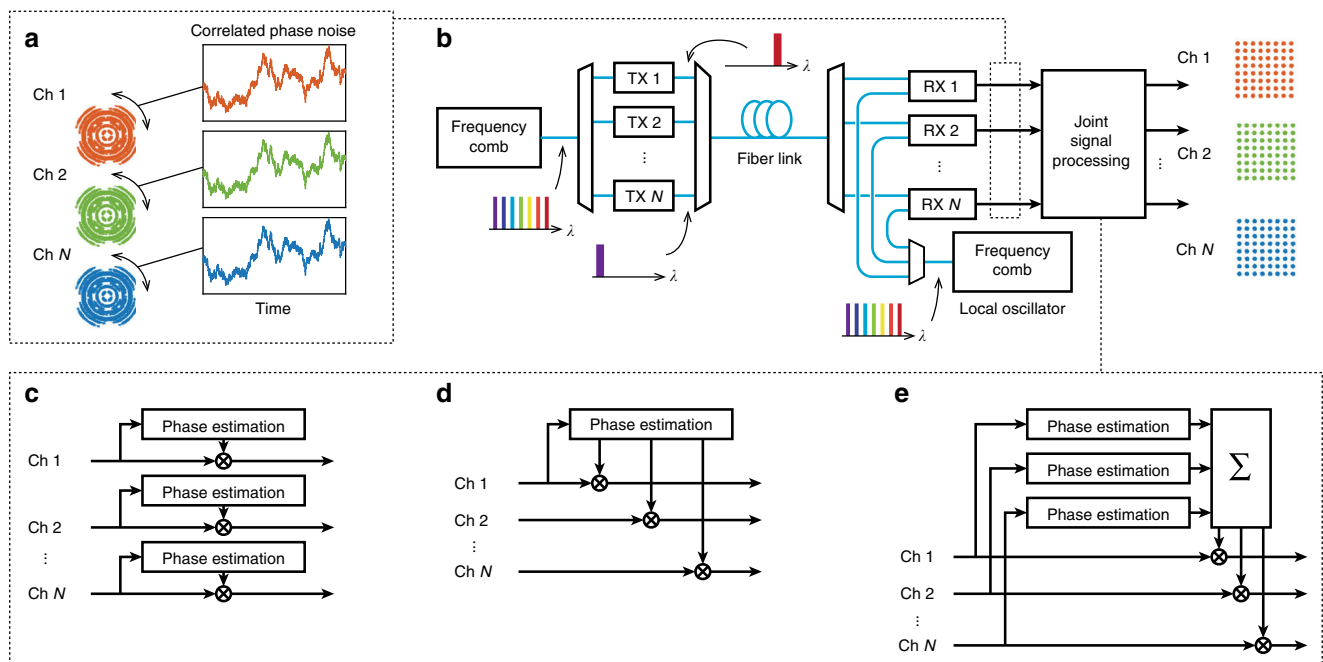 a
Correlated phase noise
Ch 1
Ch 2
Ch N
Time
b
Frequency
comb
λ
TX 1
TX 2
⋮
TX N
λ
λ
Fiber link
RX 1
RX 2
⋮
RX N
Frequency
comb
Local oscillator
λ
Joint
signal
processing
Ch 1
Ch 2
⋮
Ch N
c
Phase estimation
Ch 1
Phase estimation
Ch 2
⋮
Phase estimation
Ch N
d
Phase estimation
Ch 1
Ch 2
⋮
Ch N
e
Phase estimation
Phase estimation
Phase estimation
Σ
Ch 1
Ch 2
⋮
Ch N